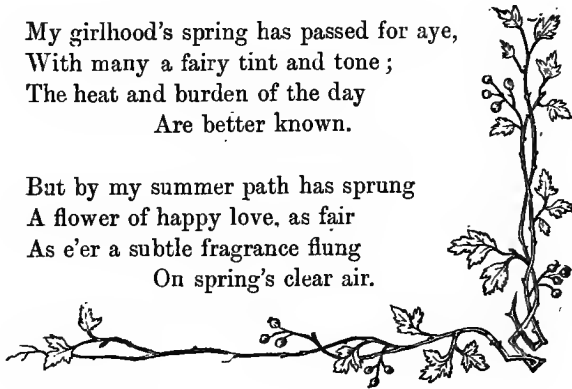 My girlhood's spring has passed for aye,
With many a fairy tint and tone;
The heat and burden of the day
Are better known.
But by my summer path has sprung
A flower of happy love, as fair
As e'er a subtle fragrance flung
On spring's clear air.